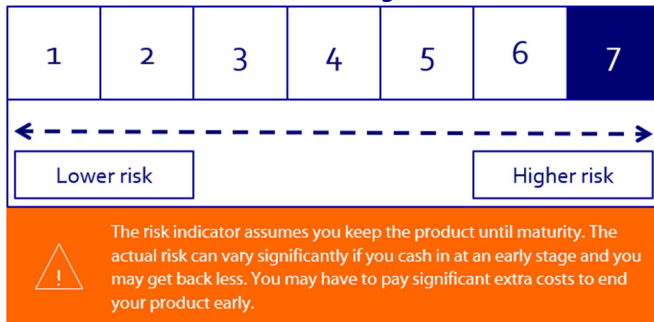 1 2 3 4 5 6 7
Lower risk Higher risk
The risk indicator assumes you keep the product until maturity. The
actual risk can vary significantly if you cash in at an early stage and you
may get back less. You may have to pay significant extra costs to end
your product early.